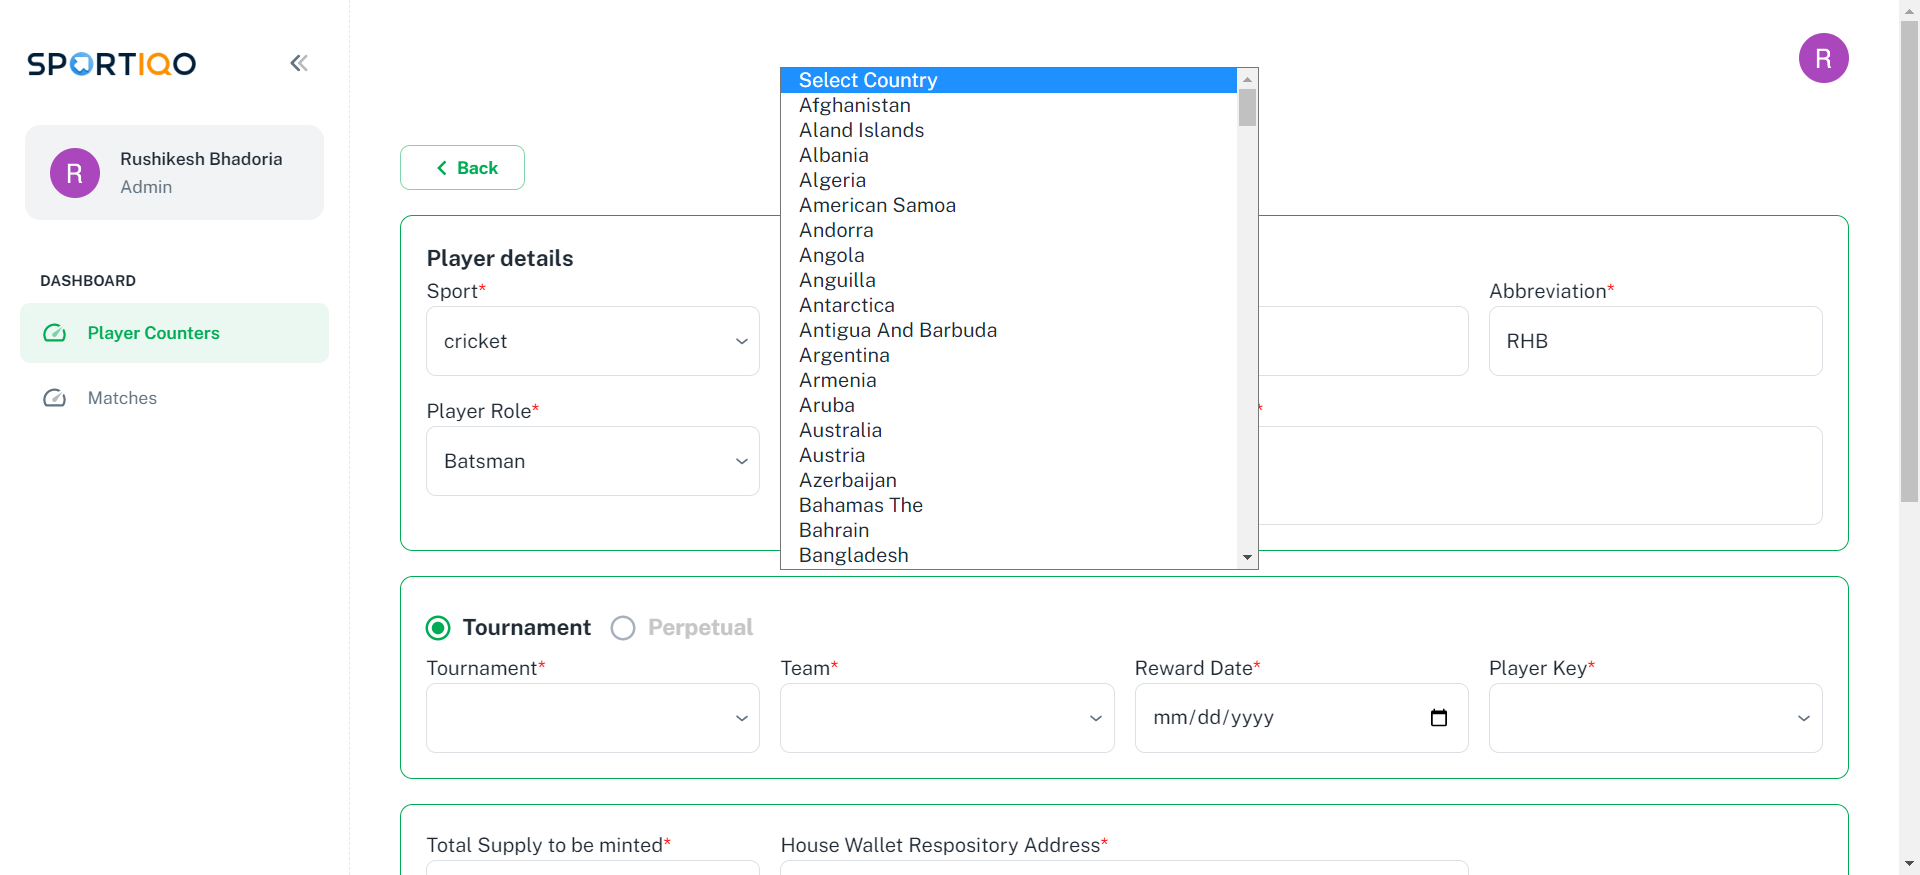 SPORTIQO
R
Rushikesh Bhadoria
Admin
DASHBOARD
Player Counters
Matches
R
Back
Player details
Sport*
cricket
Player Role*
Batsman
Select Country
Afghanistan
Aland Islands
Albania
Algeria
American Samoa
Andorra
Angola
Anguilla
Antarctica
Antigua And Barbuda
Argentina
Armenia
Aruba
Australia
Austria
Azerbaijan
Bahamas The
Bahrain
Bangladesh
Abbreviation*
RHB
*
Tournament
Perpetual
Tournament*
Team*
Reward Date*
mm/dd/yyyy
Player Key*
Total Supply to be minted*
House Wallet Respository Address*